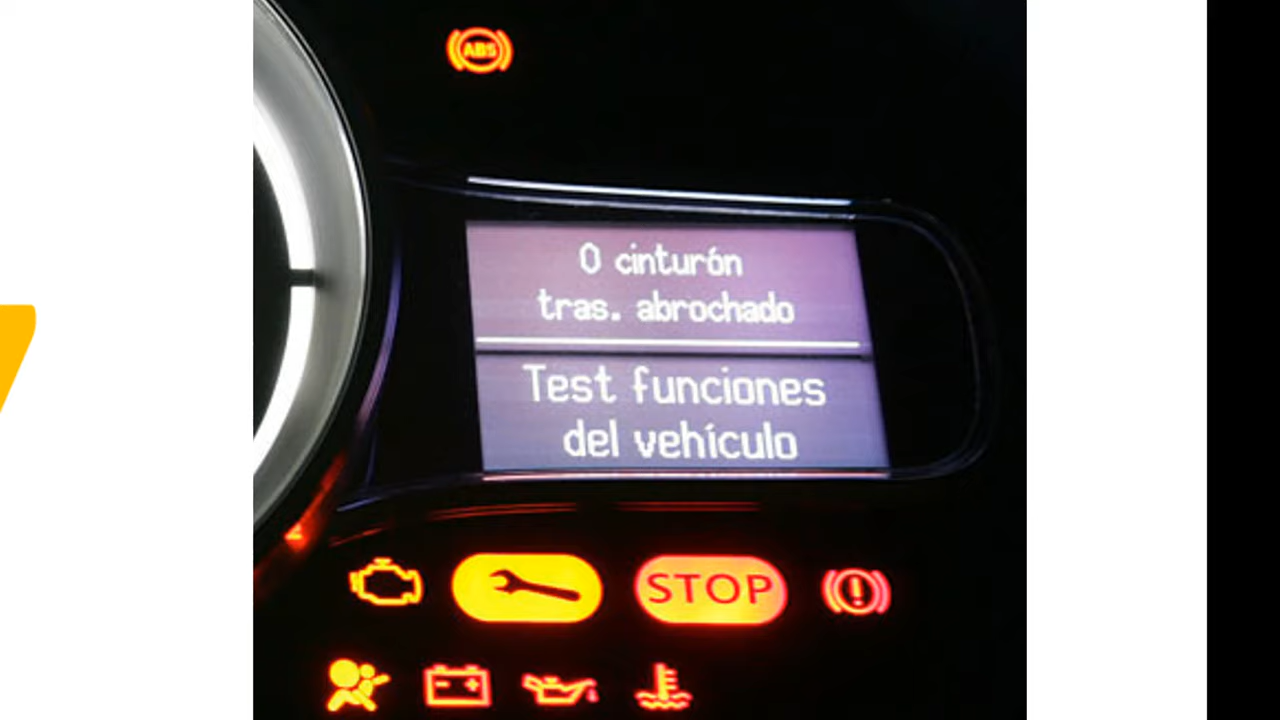 ABS
0 cinturón
tras. abrochado
Test funciones
del vehículo
STOP